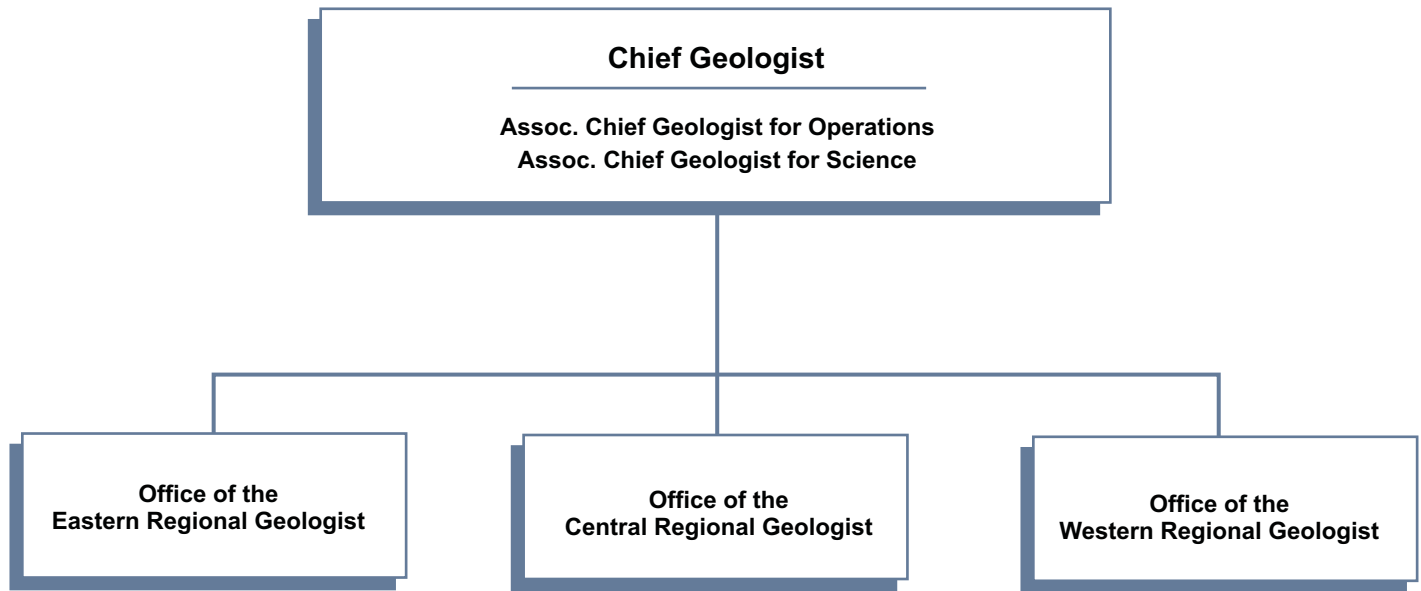 Chief Geologist
Assoc. Chief Geologist for Operations
Assoc. Chief Geologist for Science
Office of the
Eastern Regional Geologist
Office of the
Central Regional Geologist
Office of the
Western Regional Geologist